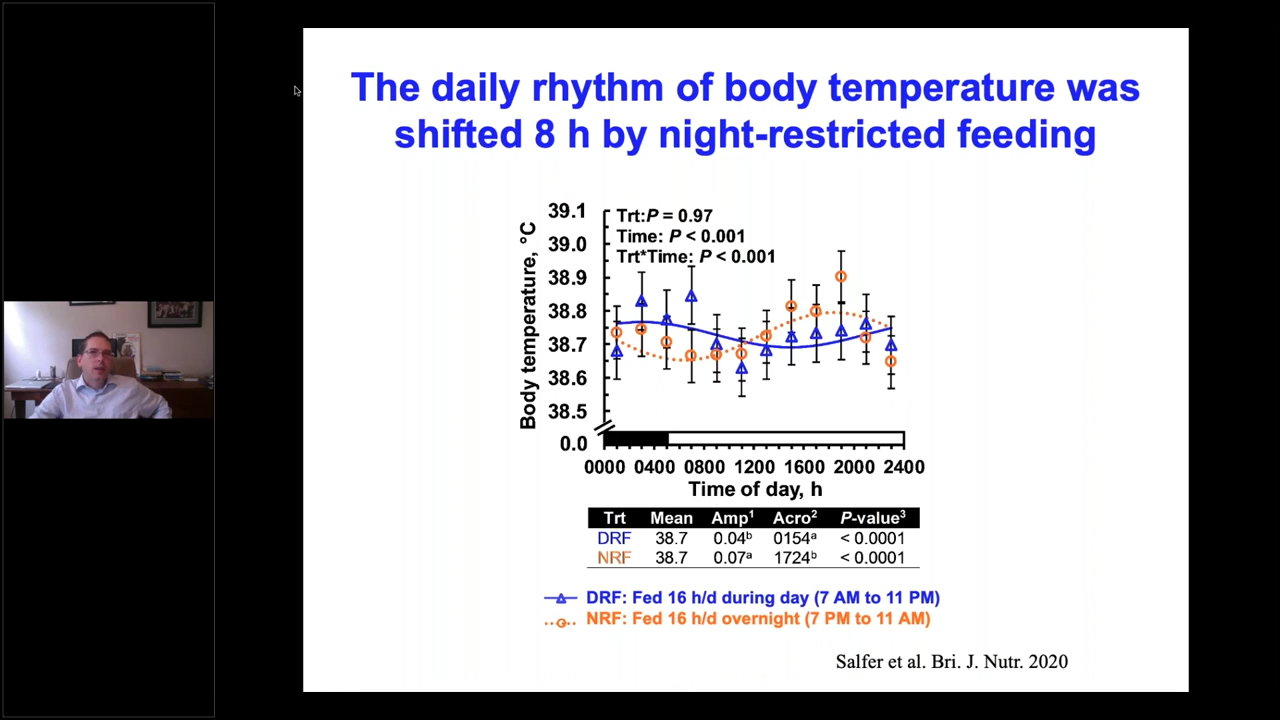 The daily rhythm of body temperature was
shifted 8 h by night-restricted feeding
39.1
39.0
38.9
38.8
38.7
38.6
38.5
0.0
Body temperature, °C
Trt:P = 0.97
Time: P < 0.001
Trt*Time: P < 0.001
0000 0400 0800 1200 1600 2000 2400
Time of day, h
Trt Mean Amp¹ Acro² P-value³
DRF 38.7 0.04ᵇ 0154ᵃ < 0.0001
NRF 38.7 0.07ᵃ 1724ᵇ < 0.0001
DRF: Fed 16 h/d during day (7 AM to 11 PM)
NRF: Fed 16 h/d overnight (7 PM to 11 AM)
Salfer et al. Bri. J. Nutr. 2020